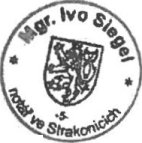 Mgr. Ivo Siegel
-5-
notář ve Strakonicích